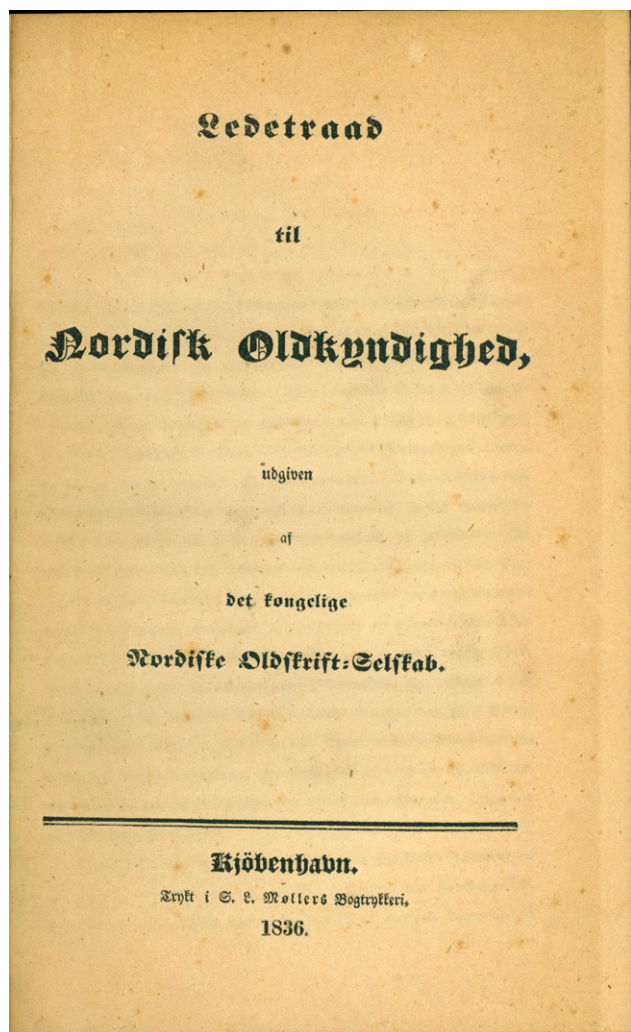 Ledetraad
til
Nordisk Oldkyndighed,
udgiven
af
det kongelige
Nordiske Oldskrift-Selskab.
Kjöbenhavn.
Trykt i S. L. Møllers Bogtrykkeri.
1836.